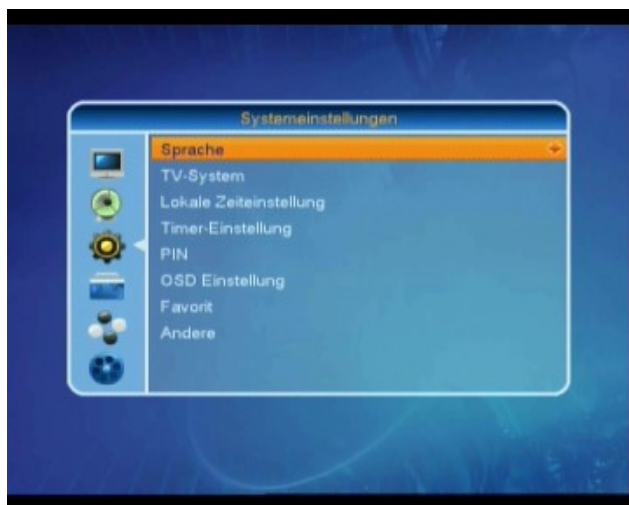 Systemeinstellungen
Sprache
TV-System
Lokale Zeiteinstellung
Timer-Einstellung
PIN
OSD Einstellung
Favorit
Andere